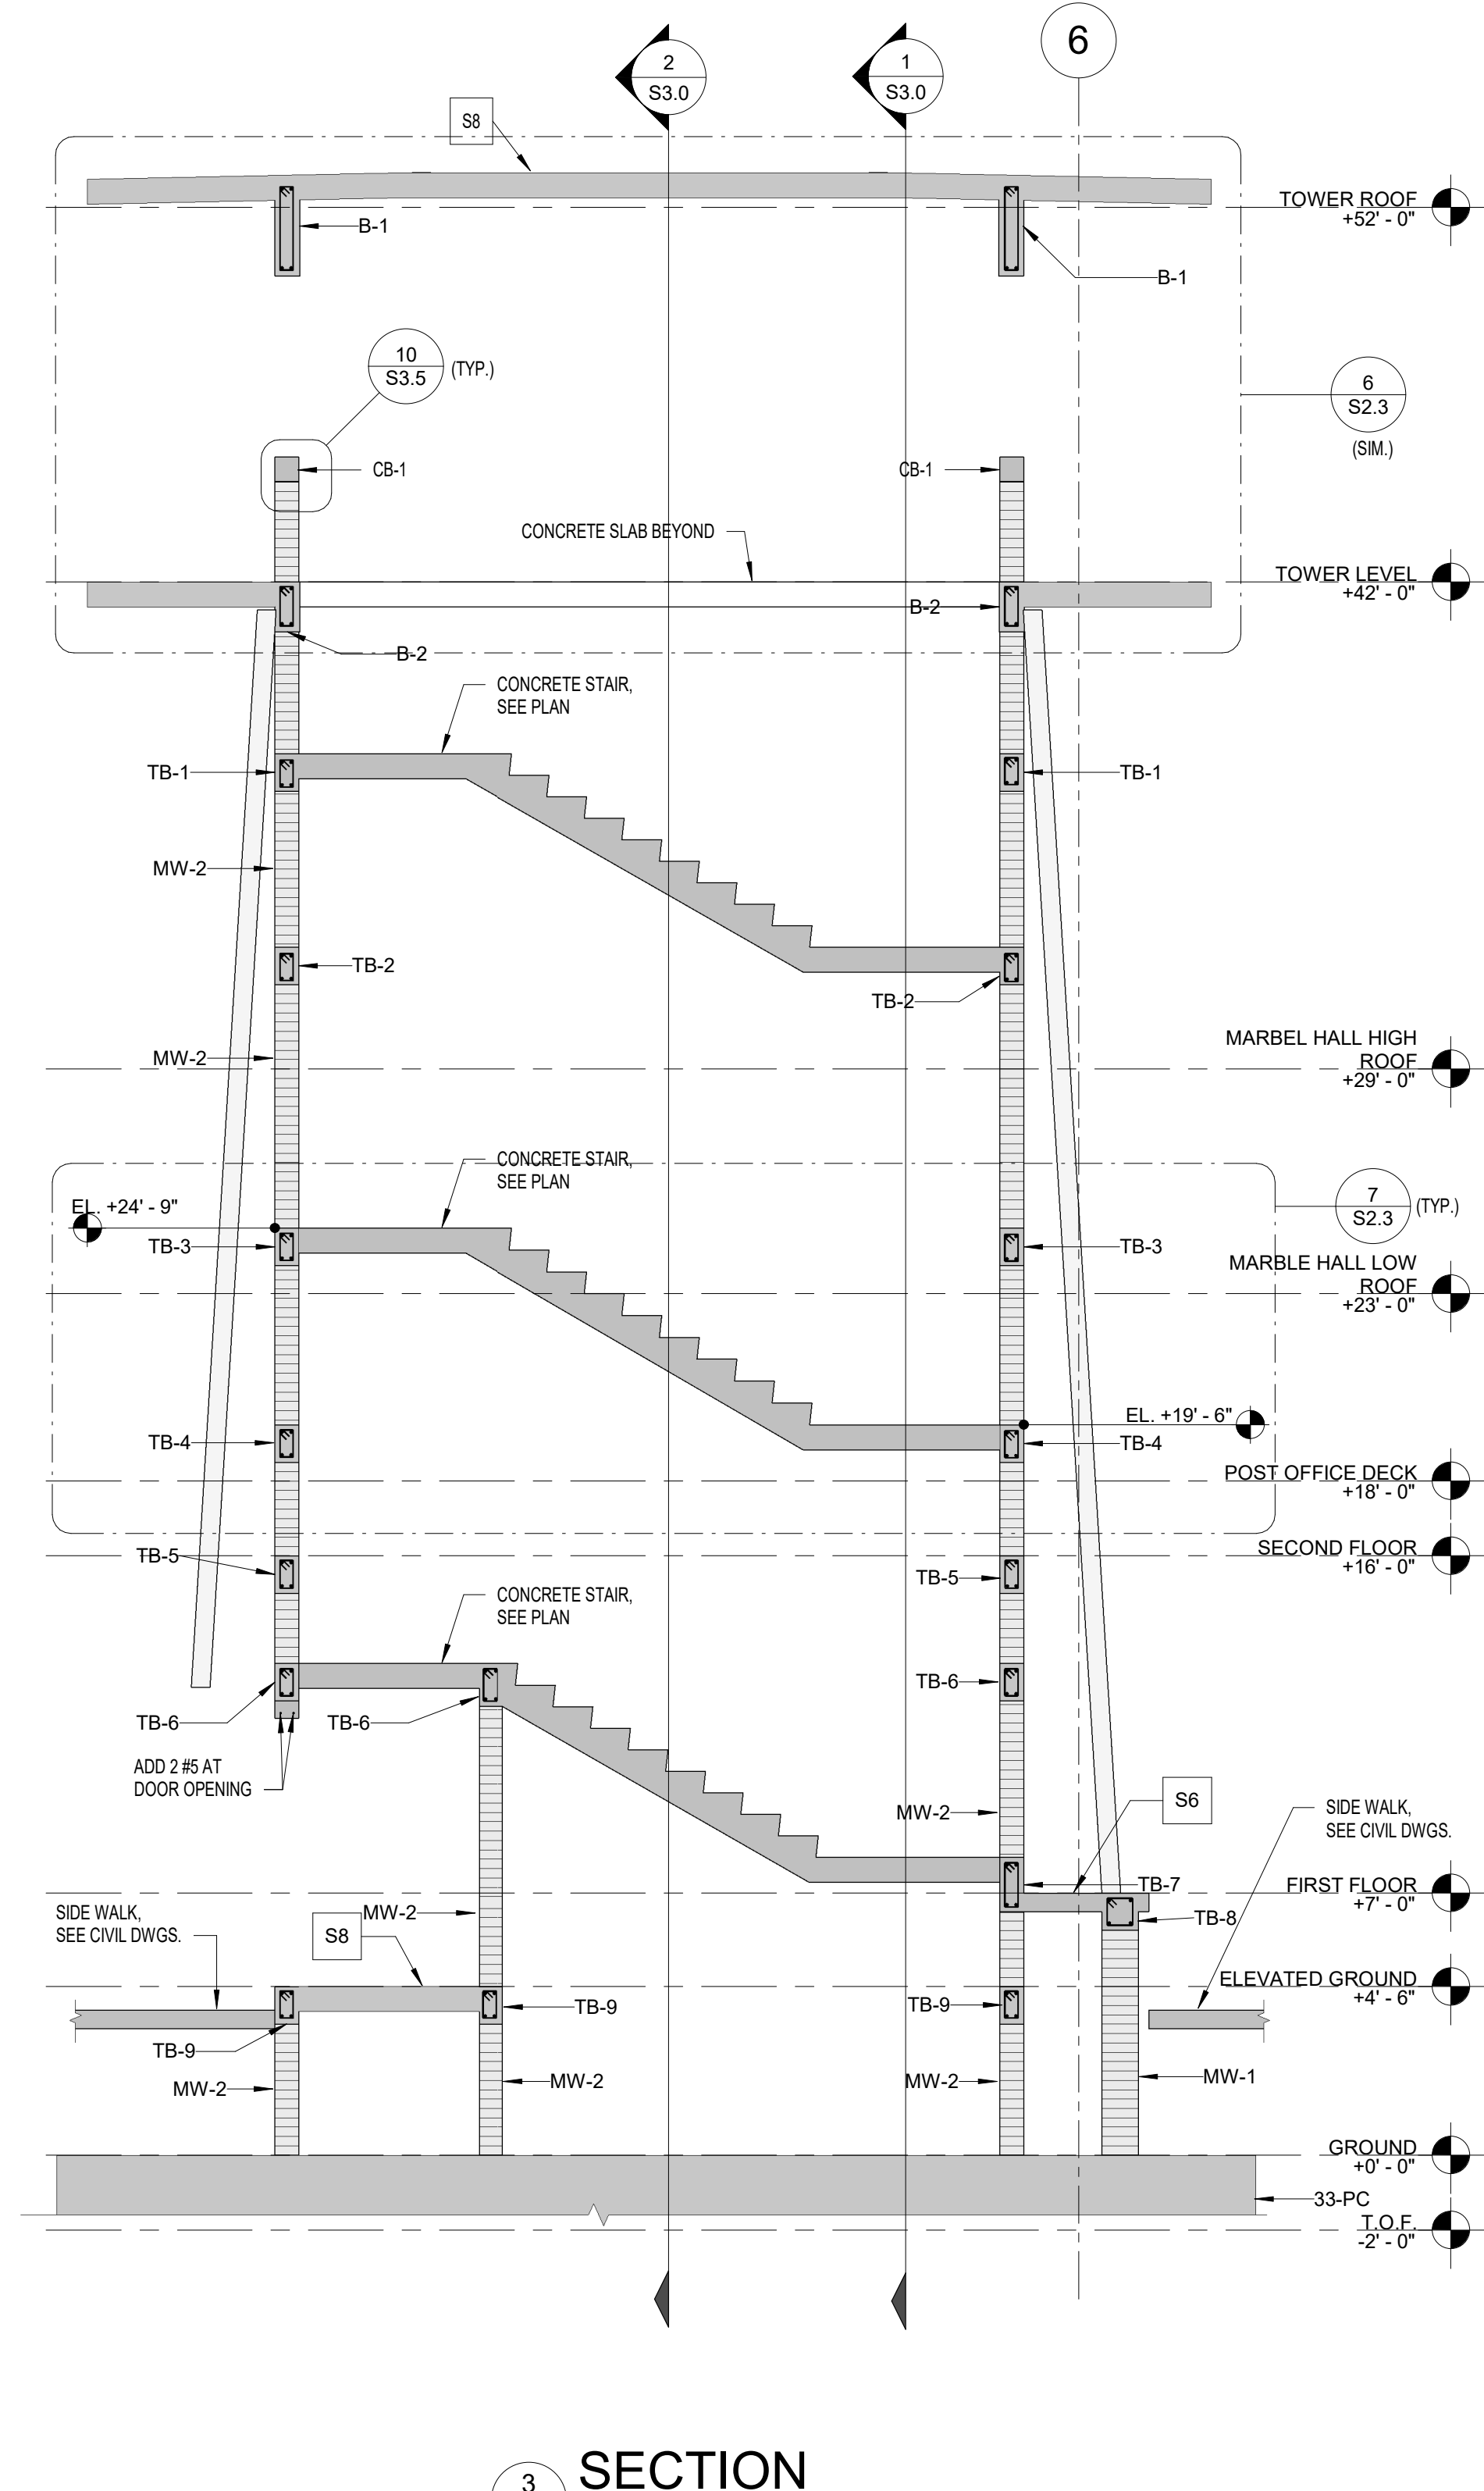 2
S3.0
1
S3.0
6
S8
TOWER ROOF
+52' - 0"
B-1
B-1
10
S3.5
(TYP.)
6
S2.3
(SIM.)
CB-1
CB-1
CONCRETE SLAB BEYOND
TOWER LEVEL
+42' - 0"
B-2
B-2
CONCRETE STAIR,
SEE PLAN
TB-1
TB-1
MW-2
TB-2
TB-2
MW-2
MARBEL HALL HIGH
ROOF
+29' - 0"
CONCRETE STAIR,
SEE PLAN
EL. +24' - 9"
7
S2.3
(TYP.)
TB-3
TB-3
MARBLE HALL LOW
ROOF
+23' - 0"
EL. +19' - 6"
TB-4
TB-4
POST OFFICE DECK
+18' - 0"
SECOND FLOOR
+16' - 0"
TB-5
TB-5
CONCRETE STAIR,
SEE PLAN
TB-6
TB-6
TB-6
ADD 2 #5 AT
DOOR OPENING
S6
MW-2
SIDE WALK,
SEE CIVIL DWGS.
TB-7
FIRST FLOOR
+7' - 0"
SIDE WALK,
SEE CIVIL DWGS.
MW-2
TB-8
S8
ELEVATED GROUND
+4' - 6"
TB-9
TB-9
TB-9
MW-2
MW-2
MW-2
MW-1
GROUND
+0' - 0"
33-PC
T.O.F.
-2' - 0"
3
SECTION